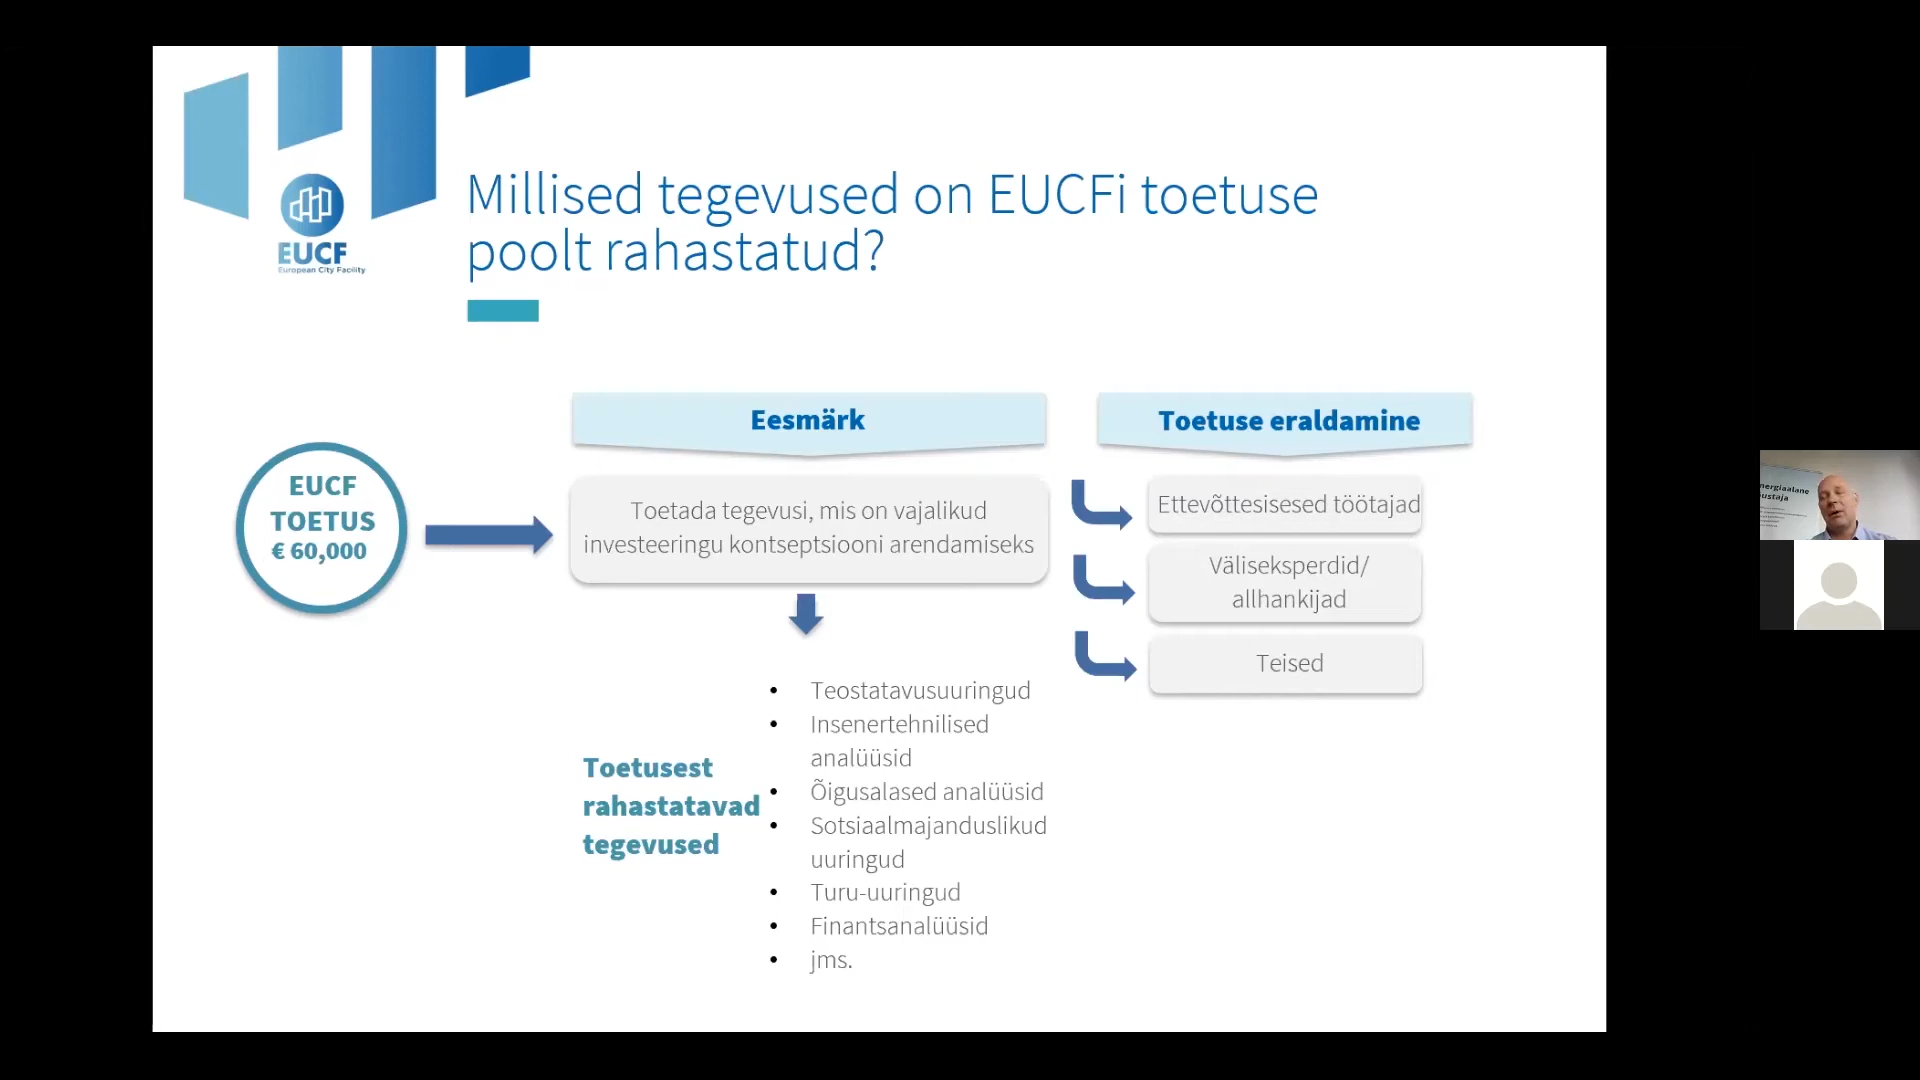 Millised tegevused on EUCFi toetuse
poolt rahastatud?
EUCF
European City Facility
EUCF
TOETUS
€ 60,000
Eesmärk
Toetada tegevusi, mis on vajalikud
investeeringu kontseptsiooni arendamiseks
Toetusest
rahastatavad
tegevused
• Teostatavusuuringud
• Insenertehnilised
analüüsid
• Õigusalased analüüsid
• Sotsiaalmajanduslikud
uuringud
• Turu-uuringud
• Finantsanalüüsid
• jms.
Toetuse eraldamine
Ettevõttesisesed töötajad
Väliseksperdid/
allhankijad
Teised